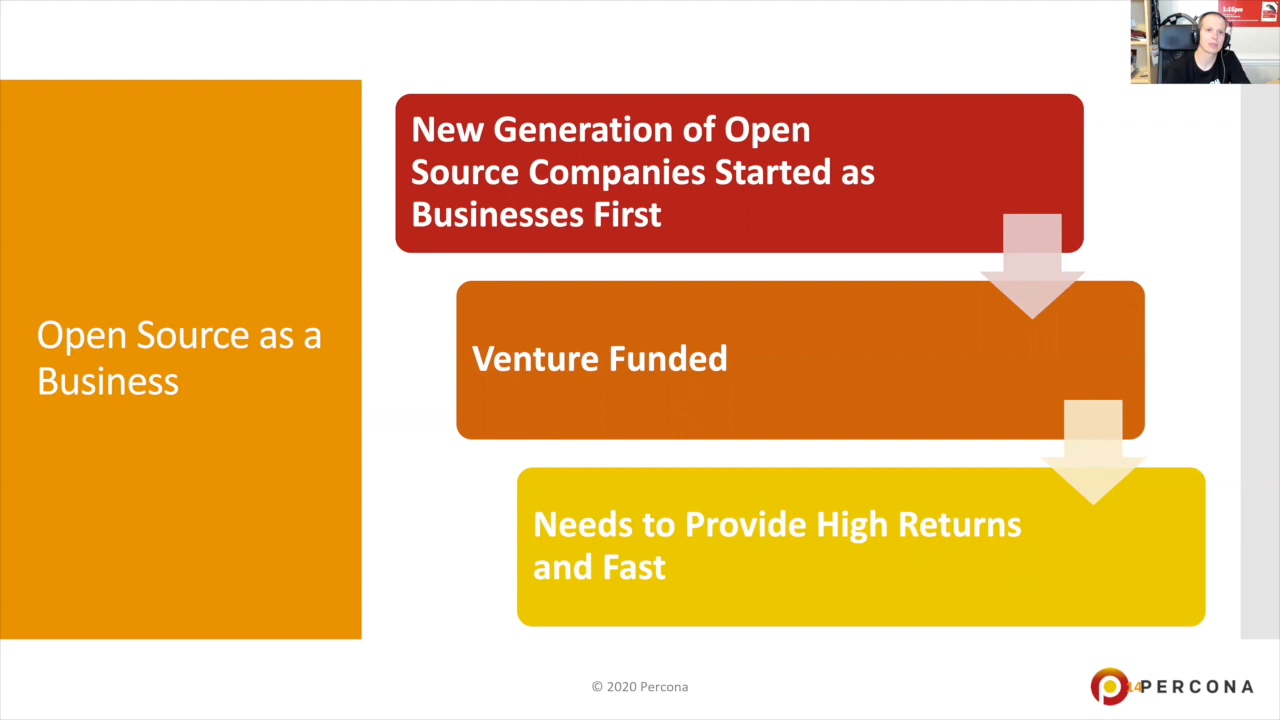 Open Source as a
Business
New Generation of Open
Source Companies Started as
Businesses First
Venture Funded
Needs to Provide High Returns
and Fast
© 2020 Percona
14
PERCONA